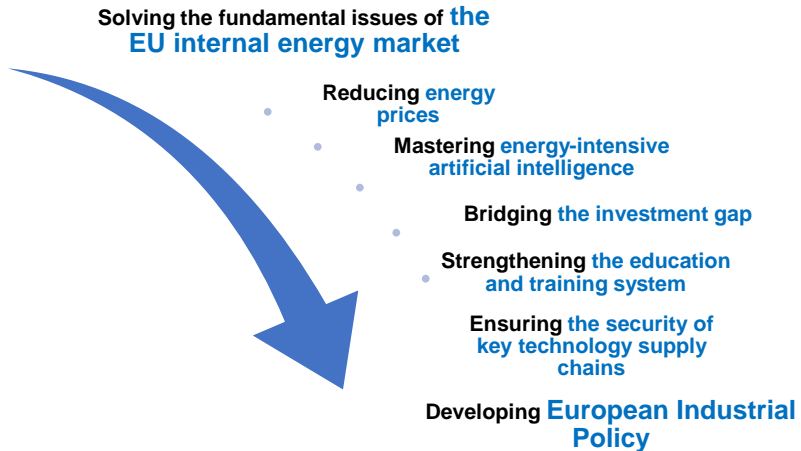 Solving the fundamental issues of the
EU internal energy market
Reducing energy
prices
Mastering energy-intensive
artificial intelligence
Bridging the investment gap
Strengthening the education
and training system
Ensuring the security of
key technology supply
chains
Developing European Industrial
Policy